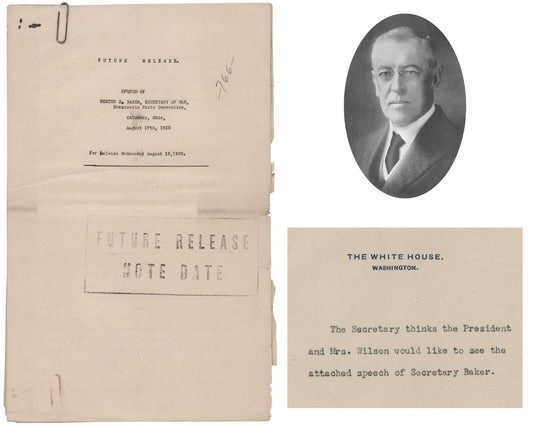 766-
FUTURE RELEASE.
SPEECH OF
NEWTON D. BAKER, SECRETARY OF WAR,
Democratic State Convention,
Columbus, Ohio,
August 17th, 1920
For Release Wednesday August 18, 1920.
FUTURE RELEASE
NOTE DATE
THE WHITE HOUSE,
WASHINGTON.
The Secretary thinks the President
and Mrs. Wilson would like to see the
attached speech of Secretary Baker.